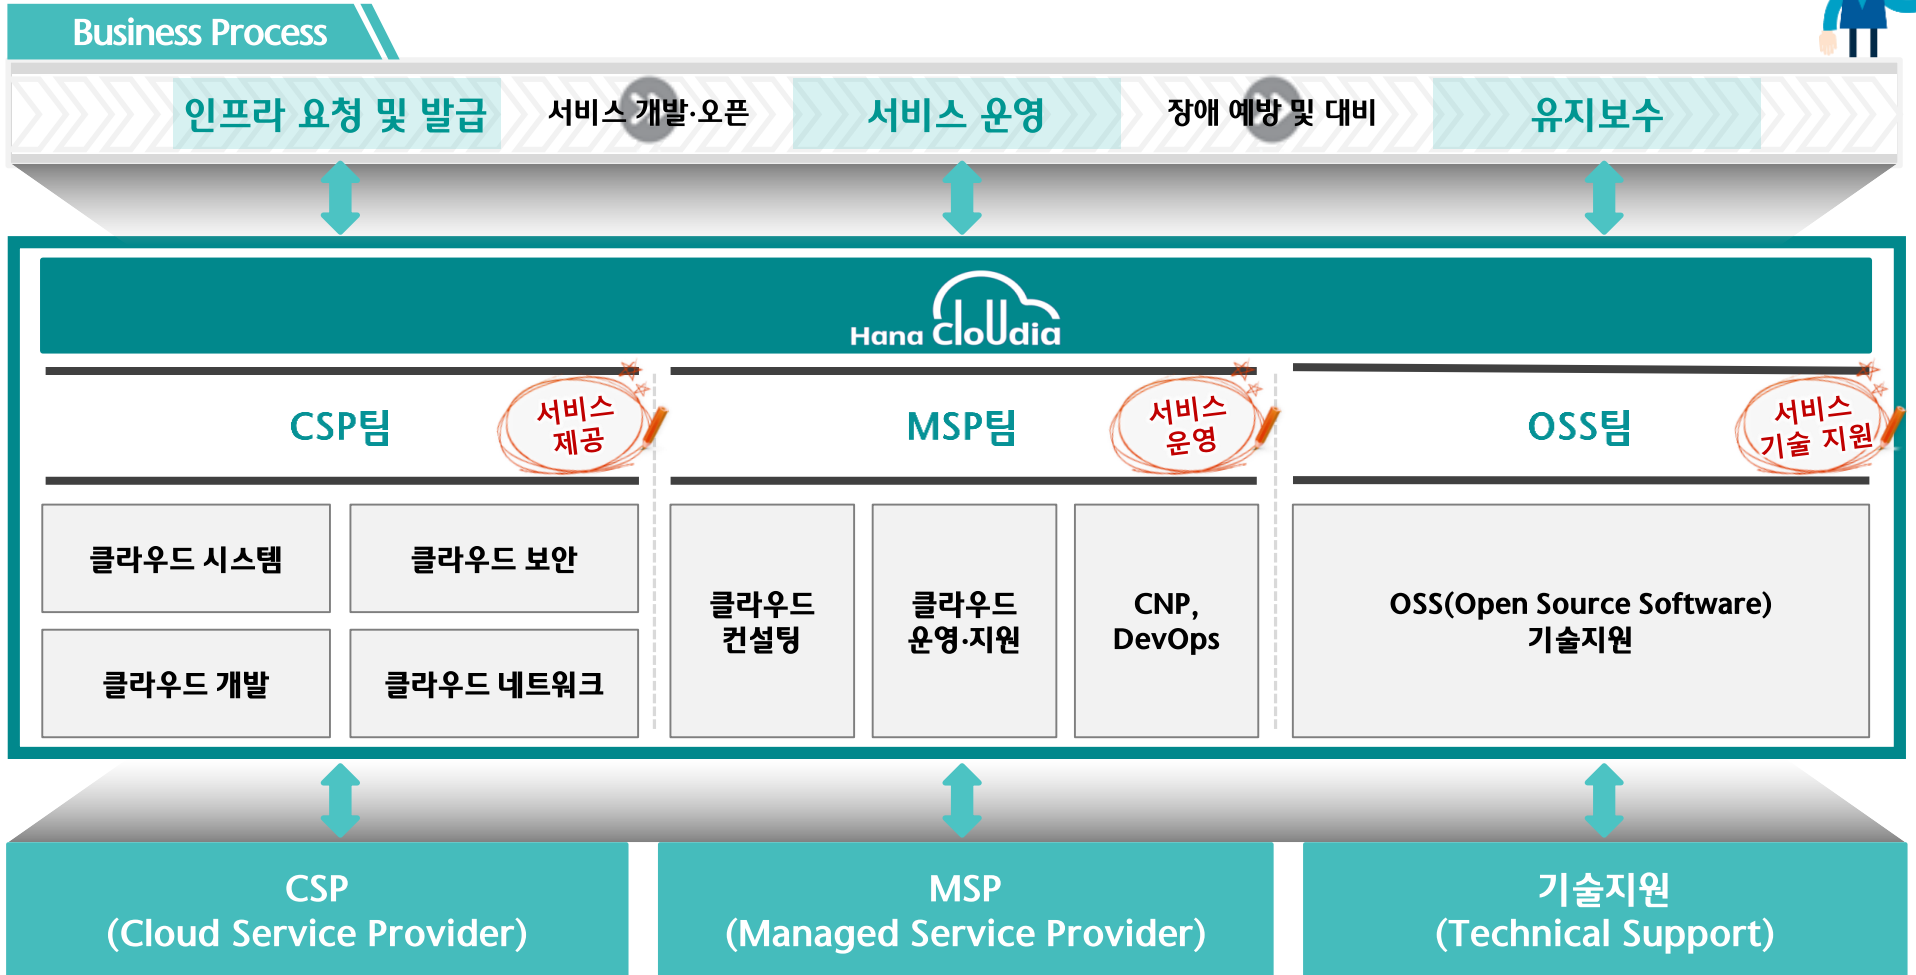 Business Process
인프라 요청 및 발급
서비스 개발·오픈
서비스 운영
장애 예방 및 대비
유지보수
Hana Cloudia
CSP팀
서비스
제공
MSP팀
서비스
운영
OSS팀
서비스
기술 지원
클라우드 시스템
클라우드 보안
클라우드 개발
클라우드 네트워크
클라우드
컨설팅
클라우드
운영·지원
CNP,
DevOps
OSS(Open Source Software)
기술지원
CSP
(Cloud Service Provider)
MSP
(Managed Service Provider)
기술지원
(Technical Support)